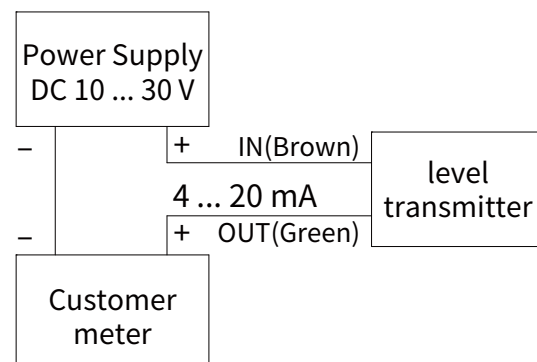 Power Supply
DC 10 ... 30 V
–
+
IN(Brown)
4 ... 20 mA
level
transmitter
–
+
OUT(Green)
Customer
meter